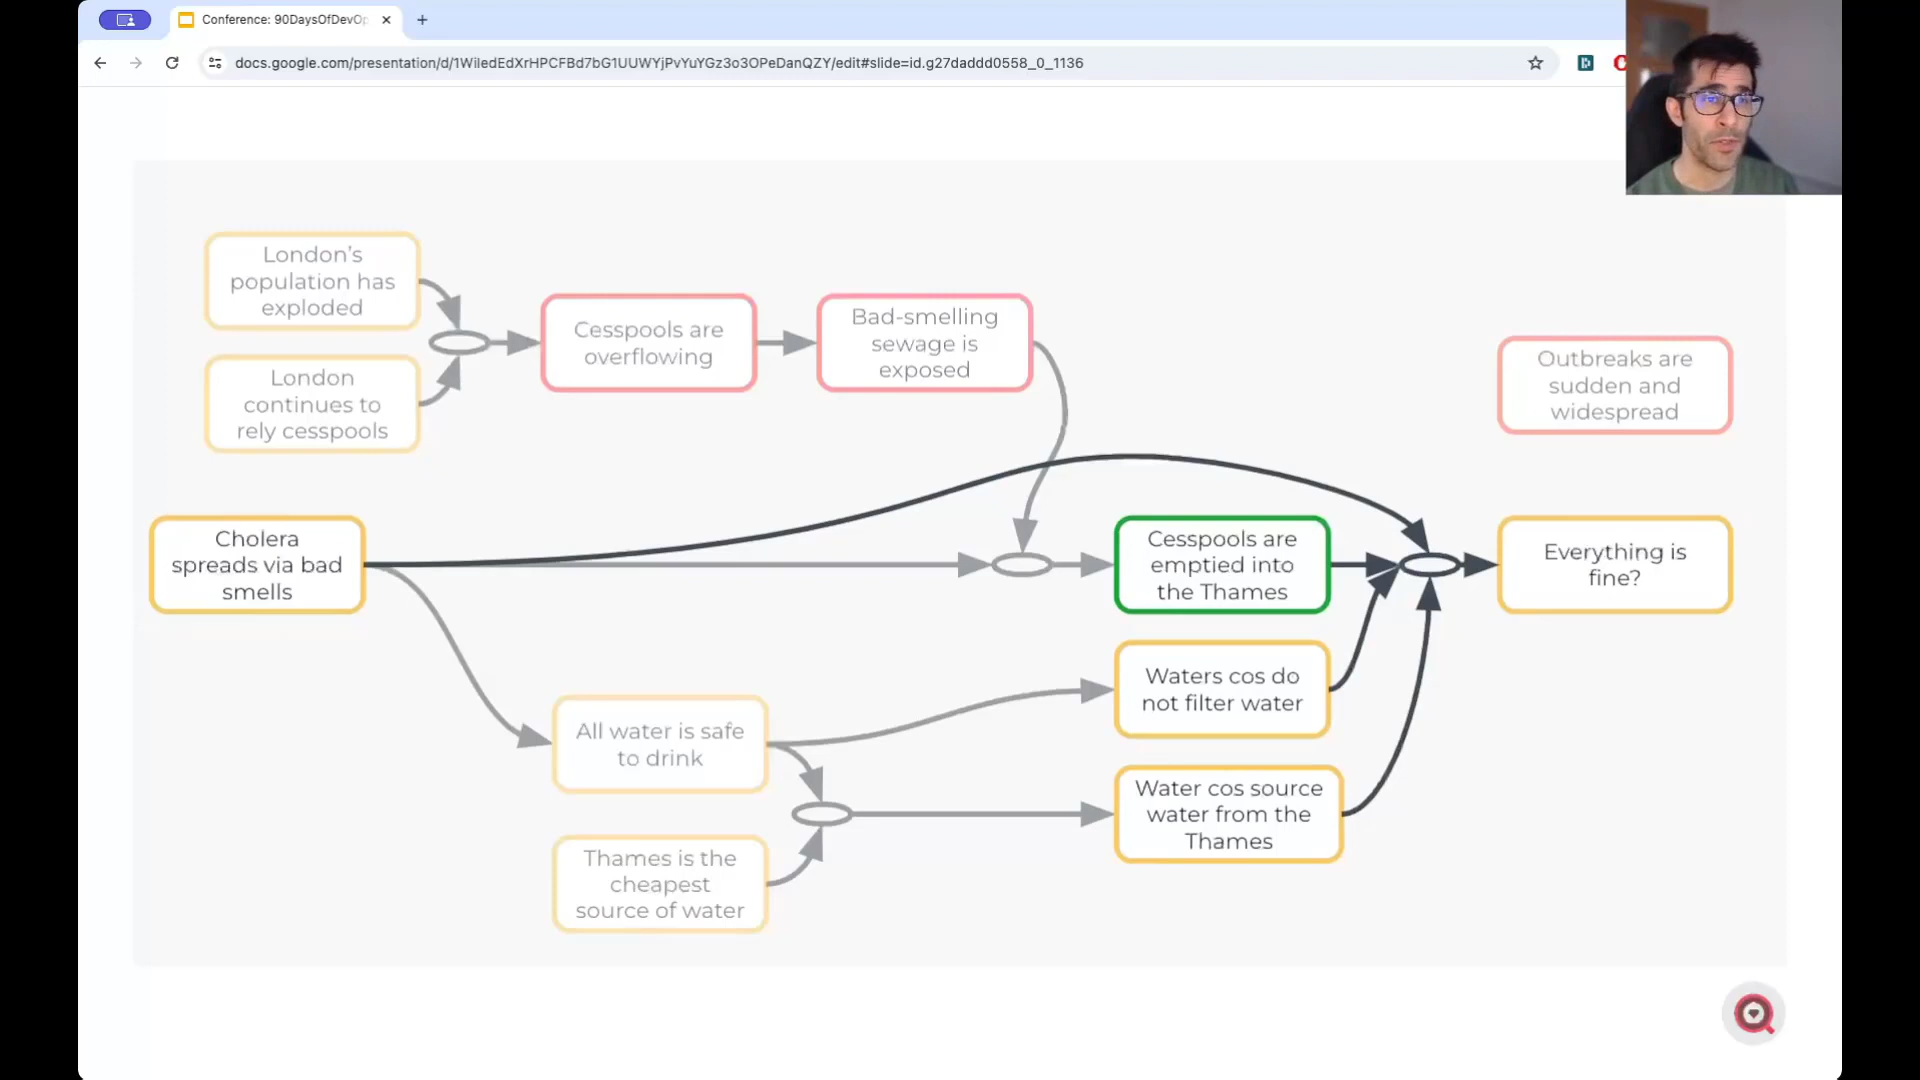 Conference: 90DaysOfDevOp
docs.google.com/presentation/d/1WiledEdXrHPCFBd7bG1UUWYjPvYuYGz3o3OPeDanQZY/edit#slide=id.g27daddd0558_0_1136
London's
population has
exploded
London
continues to
rely cesspools
Cesspools are
overflowing
Bad-smelling
sewage is
exposed
Outbreaks are
sudden and
widespread
Cholera
spreads via bad
smells
Cesspools are
emptied into
the Thames
Everything is
fine?
Waters cos do
not filter water
All water is safe
to drink
Water cos source
water from the
Thames
Thames is the
cheapest
source of water